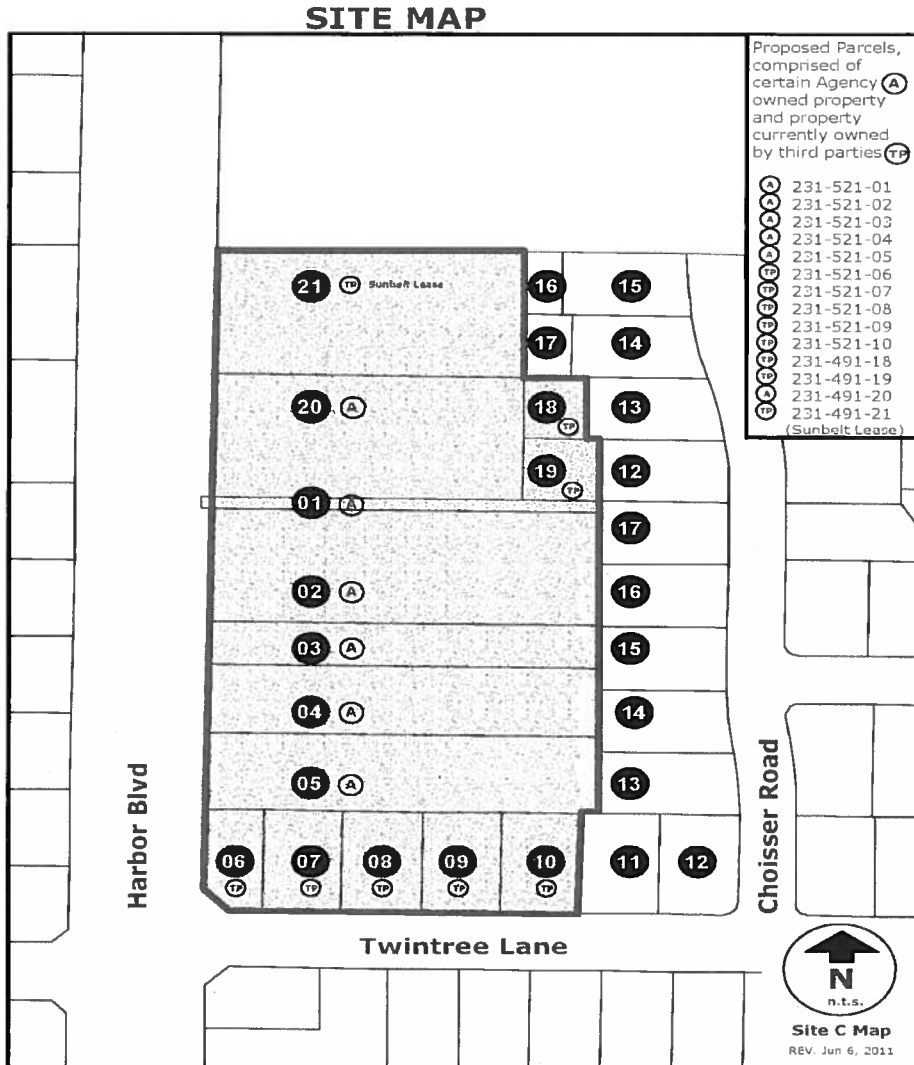 SITE MAP
Proposed Parcels,
comprised of
certain Agency A
owned property
and property
currently owned
by third parties TP
A 231-521-01
A 231-521-02
A 231-521-03
A 231-521-04
A 231-521-05
TP 231-521-06
TP 231-521-07
TP 231-521-08
TP 231-521-09
TP 231-521-10
TP 231-491-18
TP 231-491-19
A 231-491-20
TP 231-491-21
(Sunbelt Lease)
21 TP Sunbelt Lease
16 15
17 14
20 A
18 TP
13
19 TP
12
01 A
17
02 A
16
03 A
15
04 A
14
05 A
13
06 07 08 09 10 11 12
TP TP TP TP TP
Harbor Blvd
Choisser Road
Twintree Lane
N
n.t.s.
Site C Map
REV. Jun 6, 2011